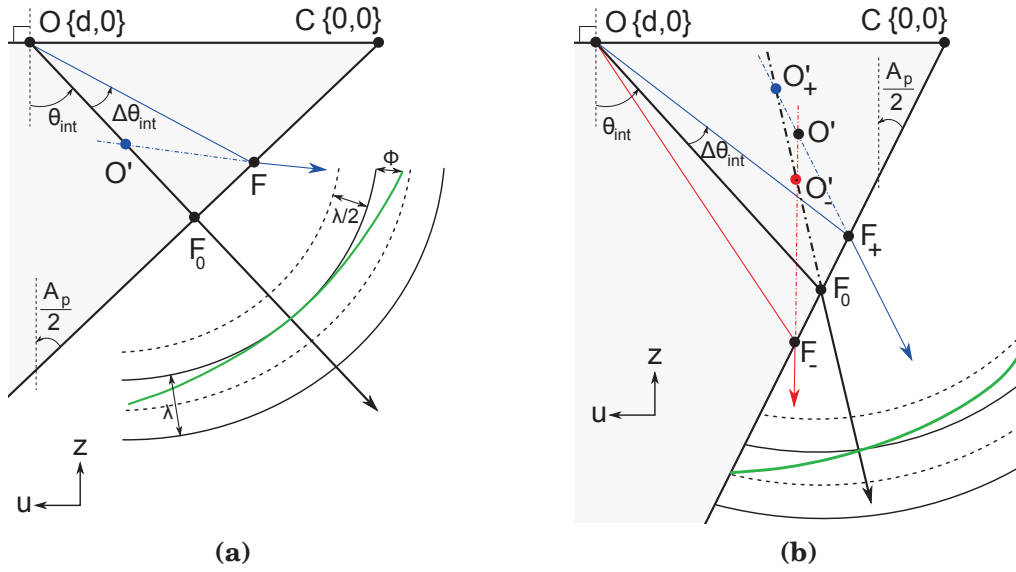 O {d,0}
C {0,0}
θint
Δθint
O'
F
F0
Φ
λ/2
λ
Ap
2
z
u
(a)
O {d,0}
C {0,0}
θint
Δθint
O'+
O'
O'-
Ap
2
F+
F0
F-
z
u
(b)